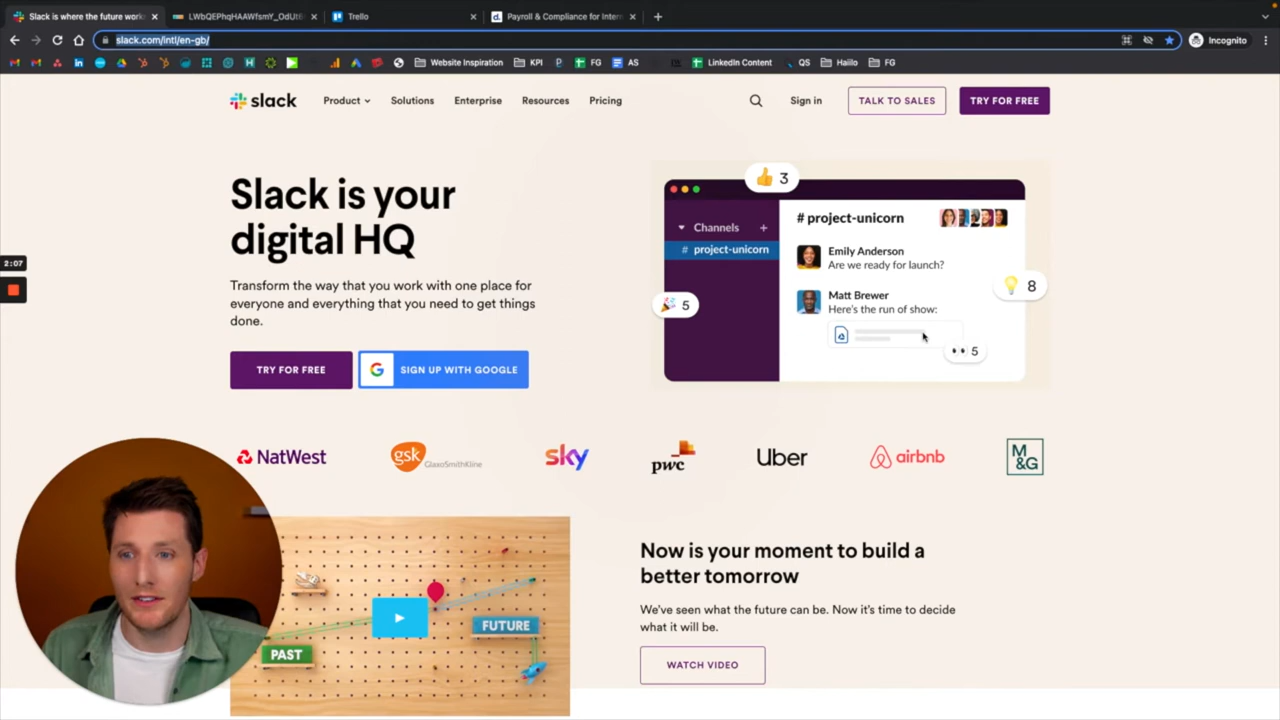 Slack is where the future work
LWbQEPhqHAAWfsmY_OdUt
Trello
Payroll & Compliance for Intern
slack.com/intl/en-gb/
Incognito
Website Inspiration
KPI
FG
AS
LinkedIn Content
QS
Haiilo
FG
slack
Product
Solutions
Enterprise
Resources
Pricing
Sign in
TALK TO SALES
TRY FOR FREE
Slack is your
digital HQ
Transform the way that you work with one place for
everyone and everything that you need to get things
done.
TRY FOR FREE
G SIGN UP WITH GOOGLE
3
Channels +
# project-unicorn
# project-unicorn
Emily Anderson
Are we ready for launch?
Matt Brewer
Here's the run of show:
5
8
5
2:07
NatWest
gsk GlaxoSmithKline
sky
pwc
Uber
airbnb
M
&G
PAST
FUTURE
Now is your moment to build a
better tomorrow
We've seen what the future can be. Now it's time to decide
what it will be.
WATCH VIDEO